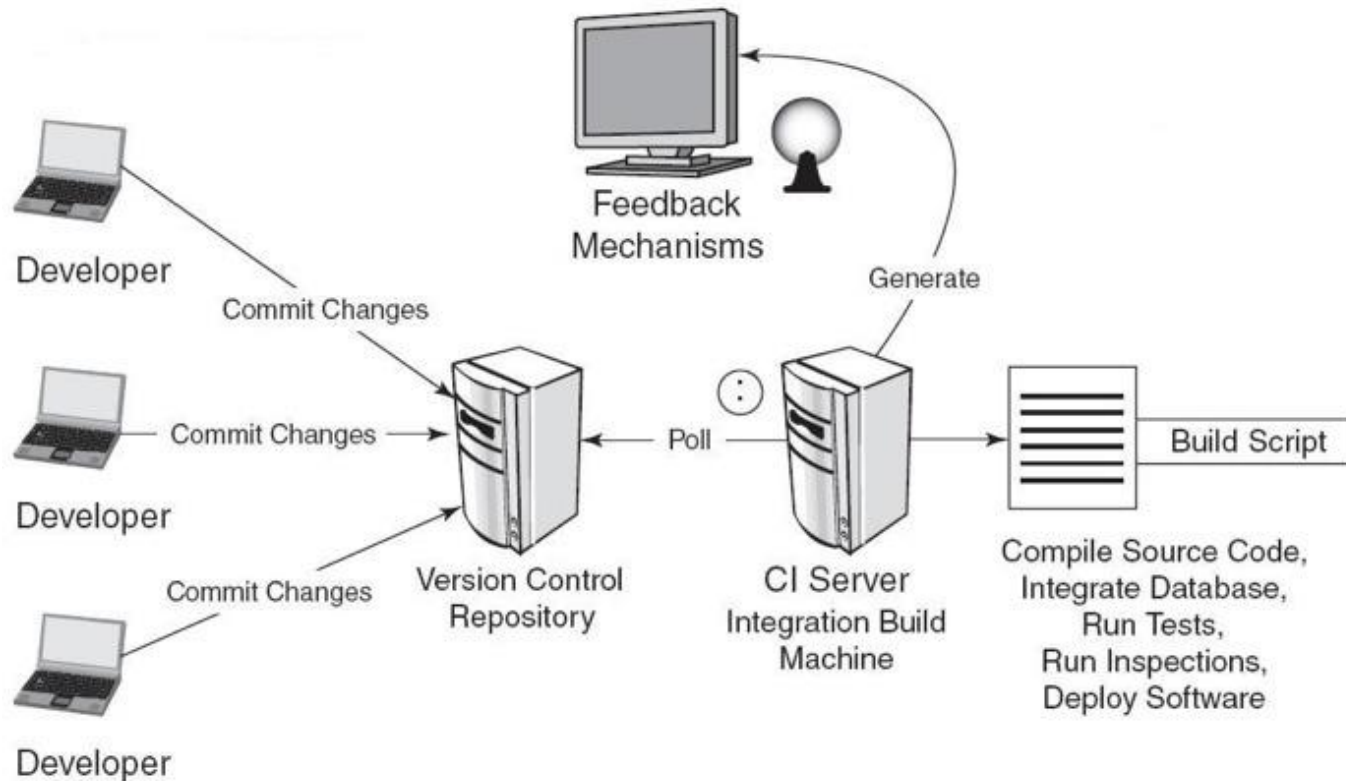 Feedback
Mechanisms
Developer
Generate
Commit Changes
Commit Changes
Poll
Build Script
Developer
Version Control
Repository
CI Server
Integration Build
Machine
Compile Source Code,
Integrate Database,
Run Tests,
Run Inspections,
Deploy Software
Commit Changes
Developer